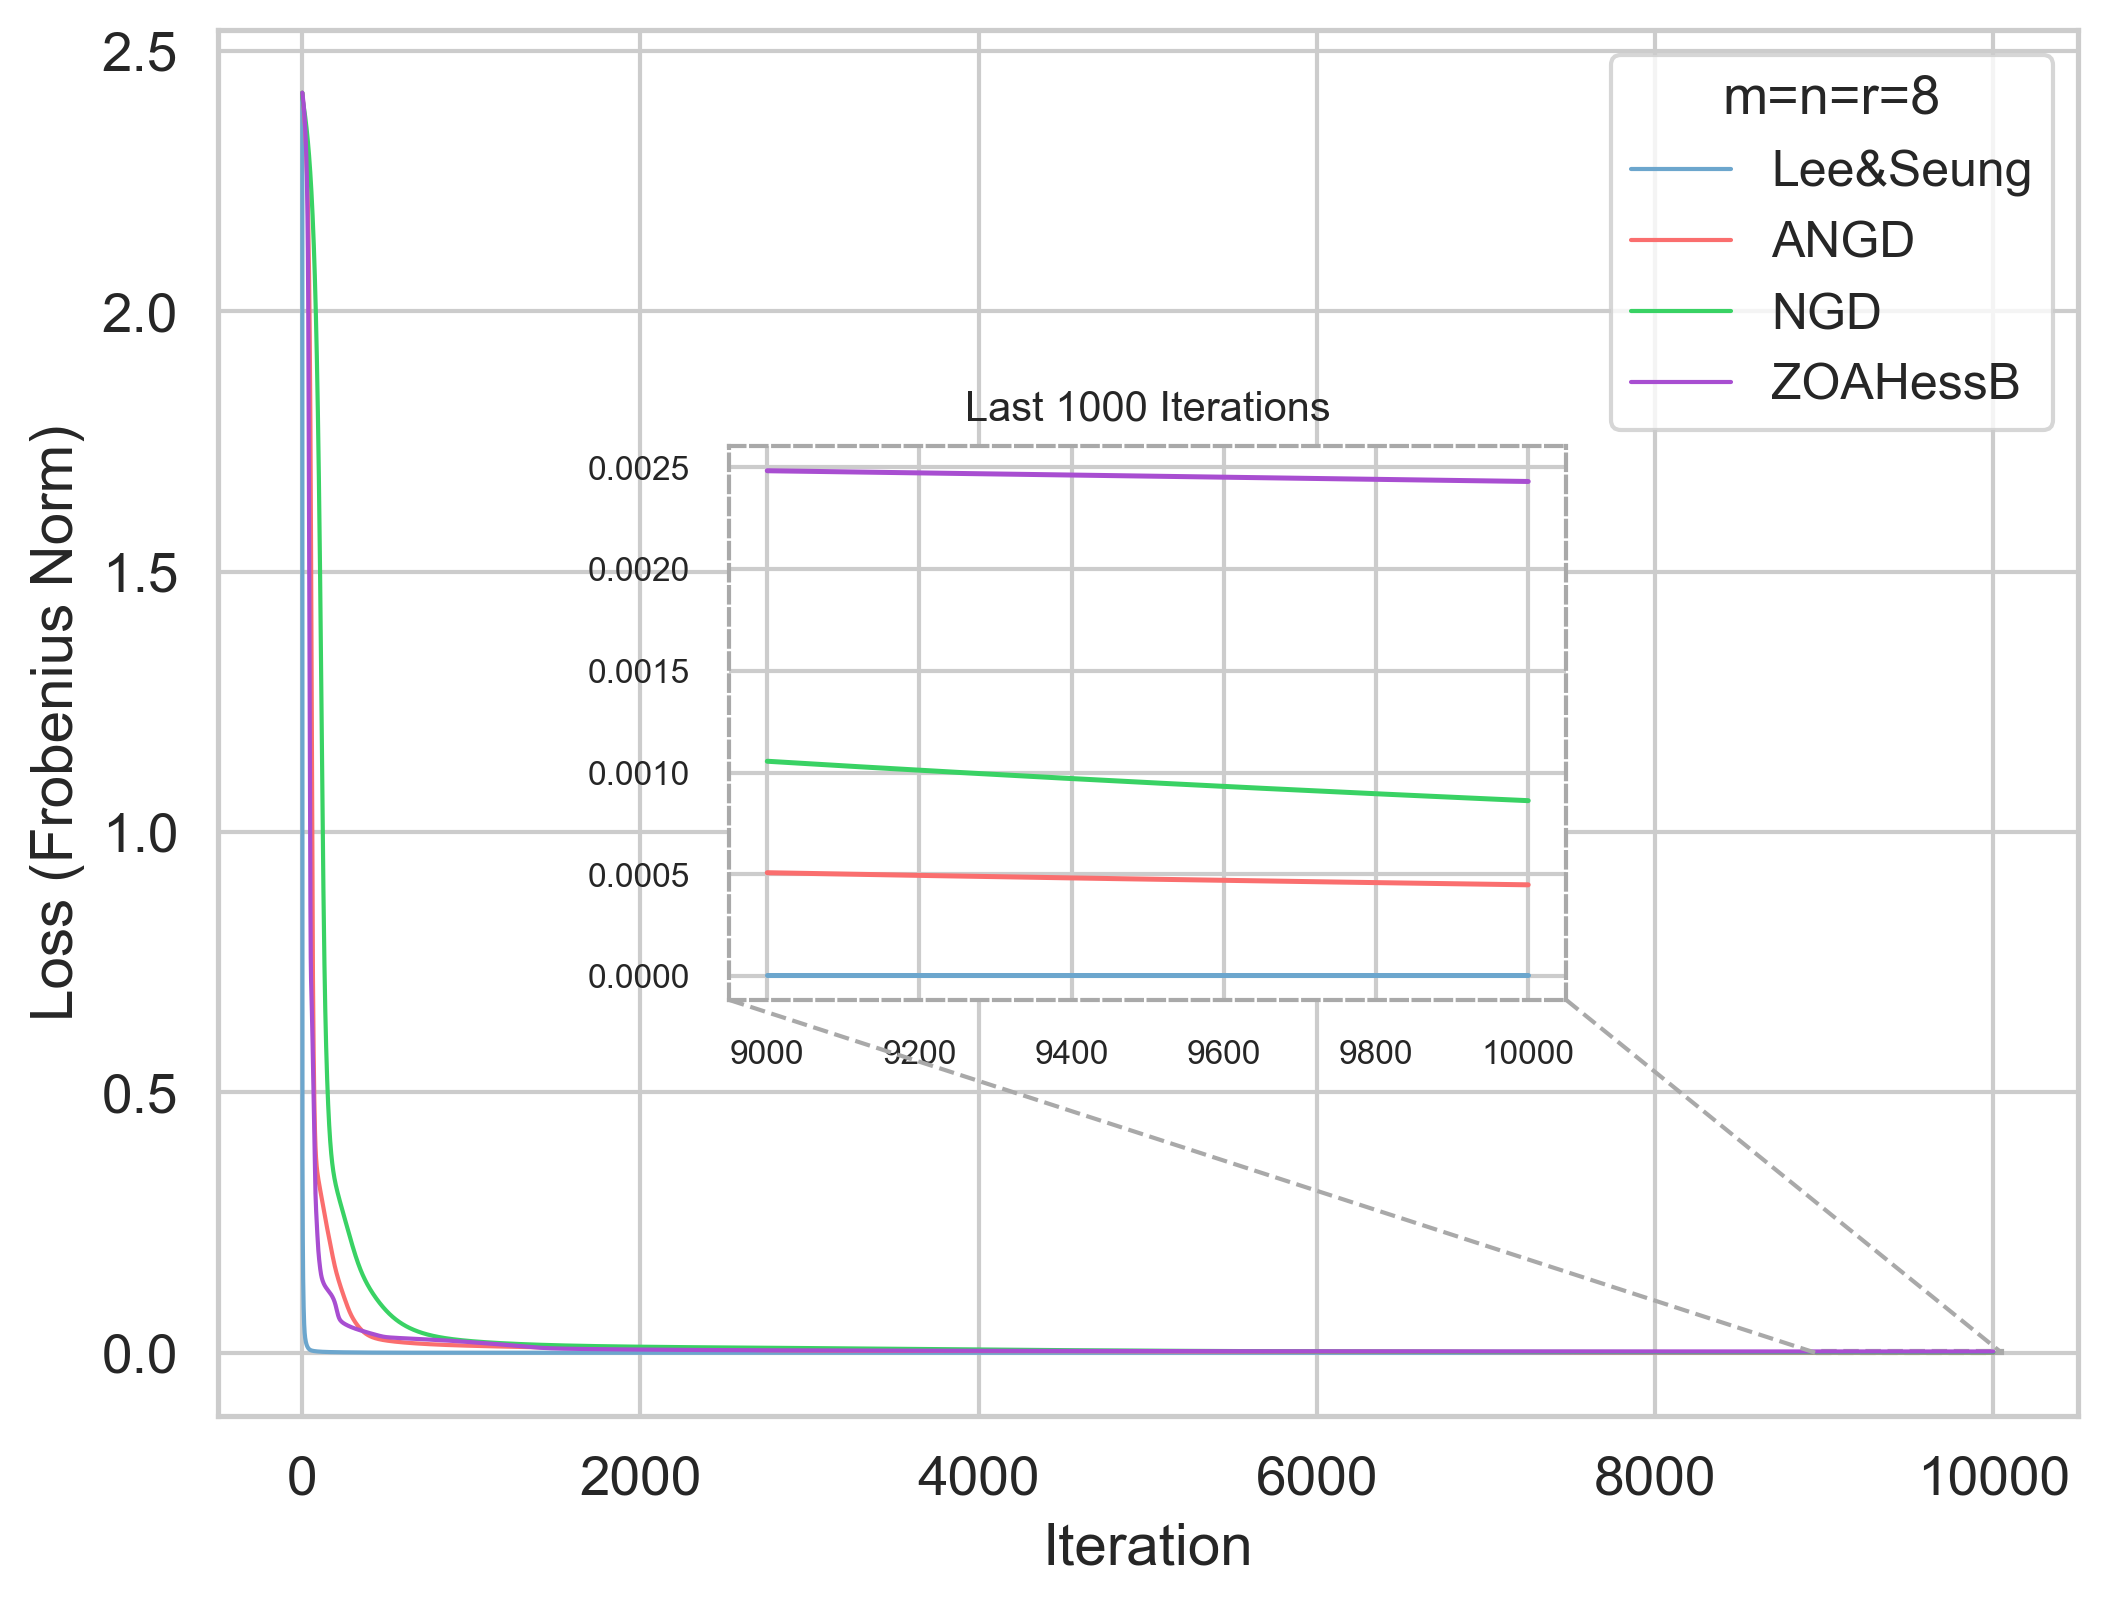 2.5
2.0
1.5
1.0
0.5
0.0
Loss (Frobenius Norm)
m=n=r=8
Lee&Seung
ANGD
NGD
ZOAHessB
Last 1000 Iterations
0.0025
0.0020
0.0015
0.0010
0.0005
0.0000
9000 9200 9400 9600 9800 10000
0 2000 4000 6000 8000 10000
Iteration